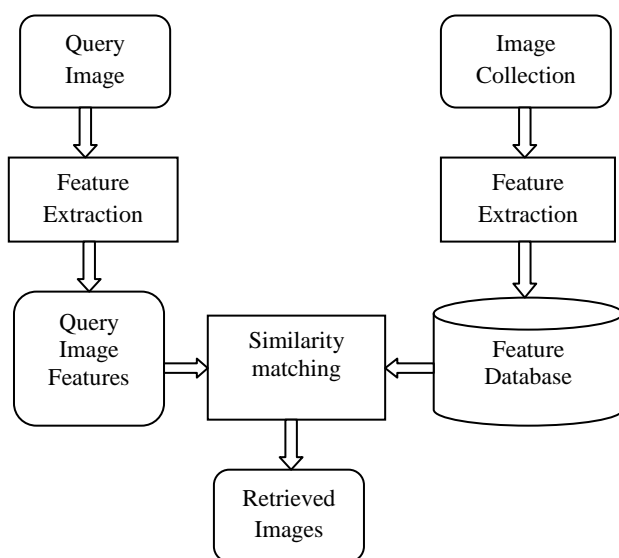 Query
Image
Image
Collection
Feature
Extraction
Feature
Extraction
Query
Image
Features
Similarity
matching
Feature
Database
Retrieved
Images